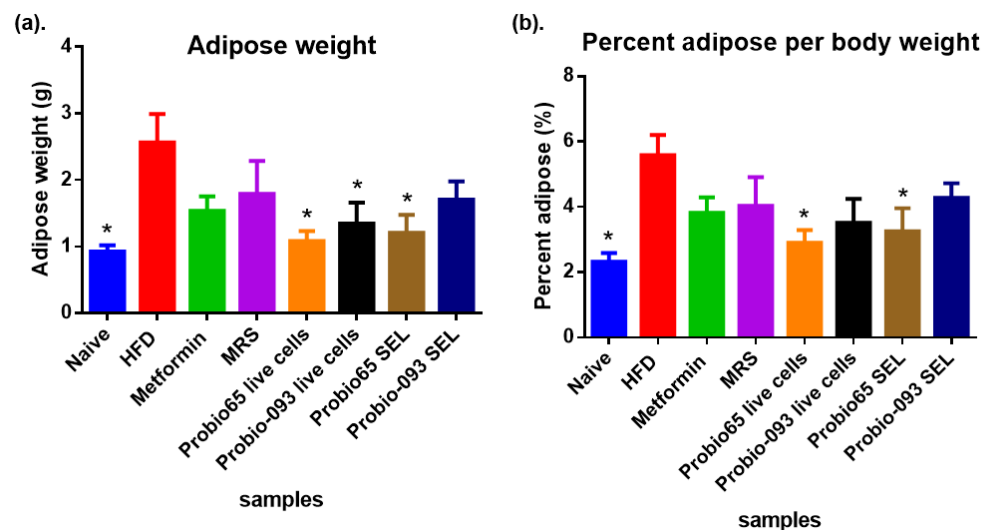 (a).
Adipose weight
Adipose weight (g)
4
3
2
1
0
*
*
*
*
Naive
HFD
Metformin
MRS
Probio65 live cells
Probio-093 live cells
Probio65 SEL
Probio-093 SEL
samples
(b).
Percent adipose per body weight
Percent adipose (%)
8
6
4
2
0
*
*
*
Naive
HFD
Metformin
MRS
Probio65 live cells
Probio-093 live cells
Probio65 SEL
Probio-093 SEL
samples